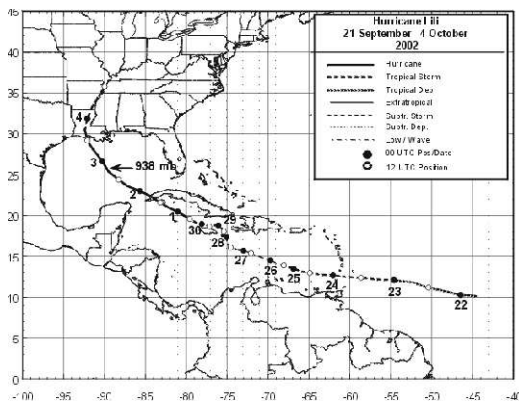 Hurricane Lili
21 September 4 October
2002
Hurricane
Tropical Storm
Tropical Dep
Extratropical
Subtr. Storm
Subtr. Dep.
Low / Wave
00 UTC Pos/Date
12 UTC Position
45
40
35
30
25
20
15
10
5
0
4
3
938 mb
2
1
30
29
28
27
26
25
24
23
22
-100 -95 -90 -85 -80 -75 -70 -65 -60 -55 -50 -45 -40